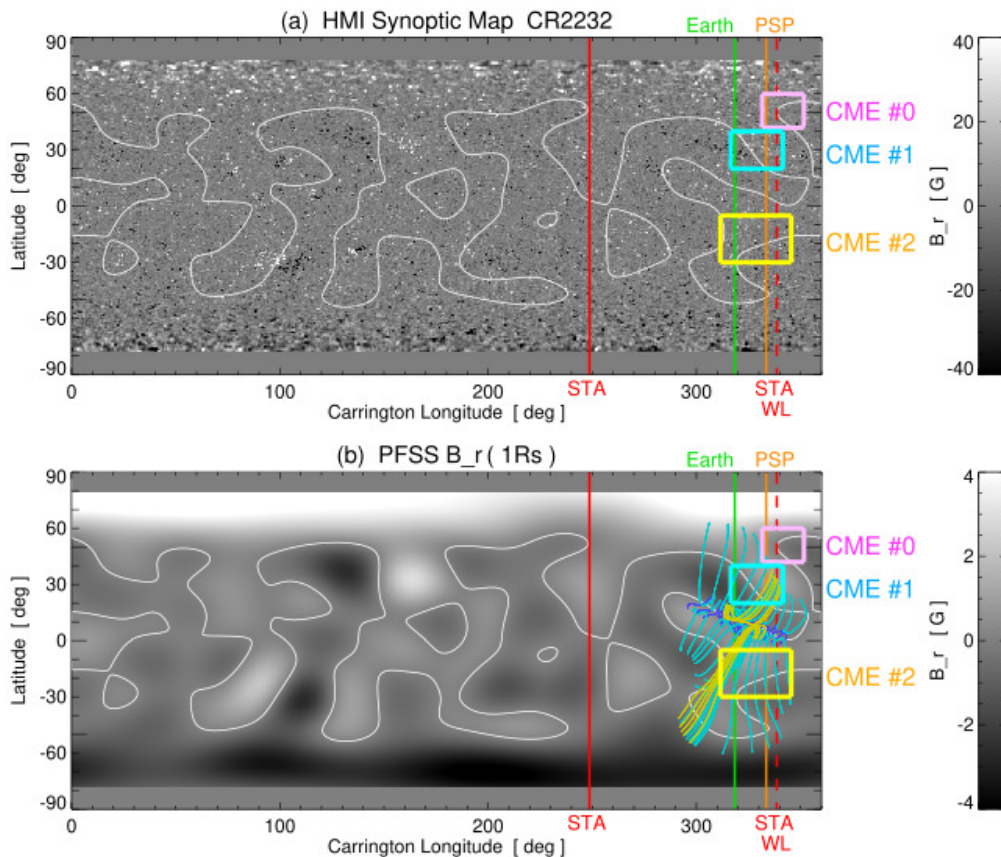 (a) HMI Synoptic Map CR2232
Earth PSP
90
60
30
0
-30
-60
-90
Latitude [ deg ]
0 100 200 300
STA STA
WL
Carrington Longitude [ deg ]
CME #0
CME #1
CME #2
40
20
0
-20
-40
B_r [ G ]
(b) PFSS B_r ( 1Rs )
Earth PSP
90
60
30
0
-30
-60
-90
Latitude [ deg ]
0 100 200 300
STA STA
WL
Carrington Longitude [ deg ]
CME #0
CME #1
CME #2
4
2
0
-2
-4
B_r [ G ]